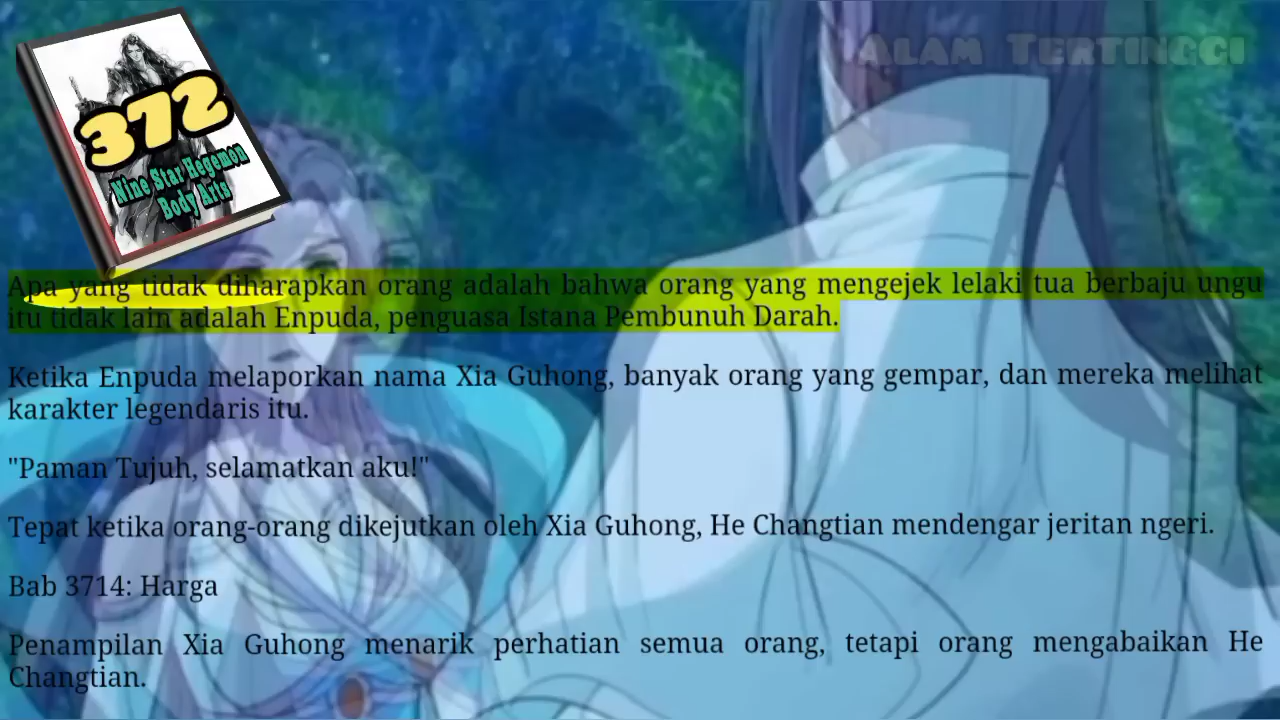 ALAM TERTINGGI
372
Nine Star Hegemon
Body Arts
Apa yang tidak diharapkan orang adalah bahwa orang yang mengejek lelaki tua berbaju ungu
itu tidak lain adalah Enpuda, penguasa Istana Pembunuh Darah.
Ketika Enpuda melaporkan nama Xia Guhong, banyak orang yang gempar, dan mereka melihat
karakter legendaris itu.
"Paman Tujuh, selamatkan aku!"
Tepat ketika orang-orang dikejutkan oleh Xia Guhong, He Changtian mendengar jeritan ngeri.
Bab 3714: Harga
Penampilan Xia Guhong menarik perhatian semua orang, tetapi orang mengabaikan He
Changtian.